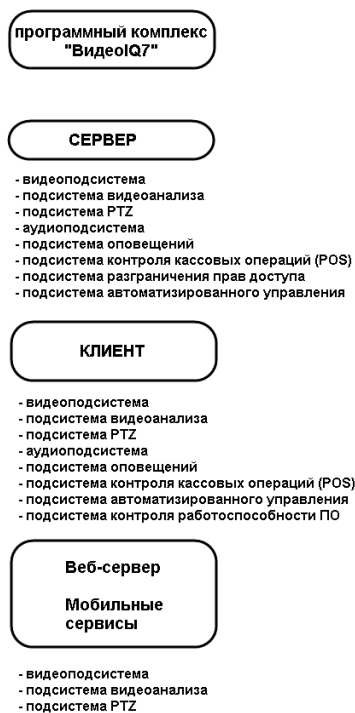 программный комплекс
"ВидеоIQ7"
СЕРВЕР
- видеоподсистема
- подсистема видеоанализа
- подсистема PTZ
- аудиоподсистема
- подсистема оповещений
- подсистема контроля кассовых операций (POS)
- подсистема разграничения прав доступа
- подсистема автоматизированного управления
КЛИЕНТ
- видеоподсистема
- подсистема видеоанализа
- подсистема PTZ
- аудиоподсистема
- подсистема оповещений
- подсистема контроля кассовых операций (POS)
- подсистема автоматизированного управления
- подсистема контроля работоспособности ПО
Веб-сервер
Мобильные
сервисы
- видеоподсистема
- подсистема видеоанализа
- подсистема PTZ